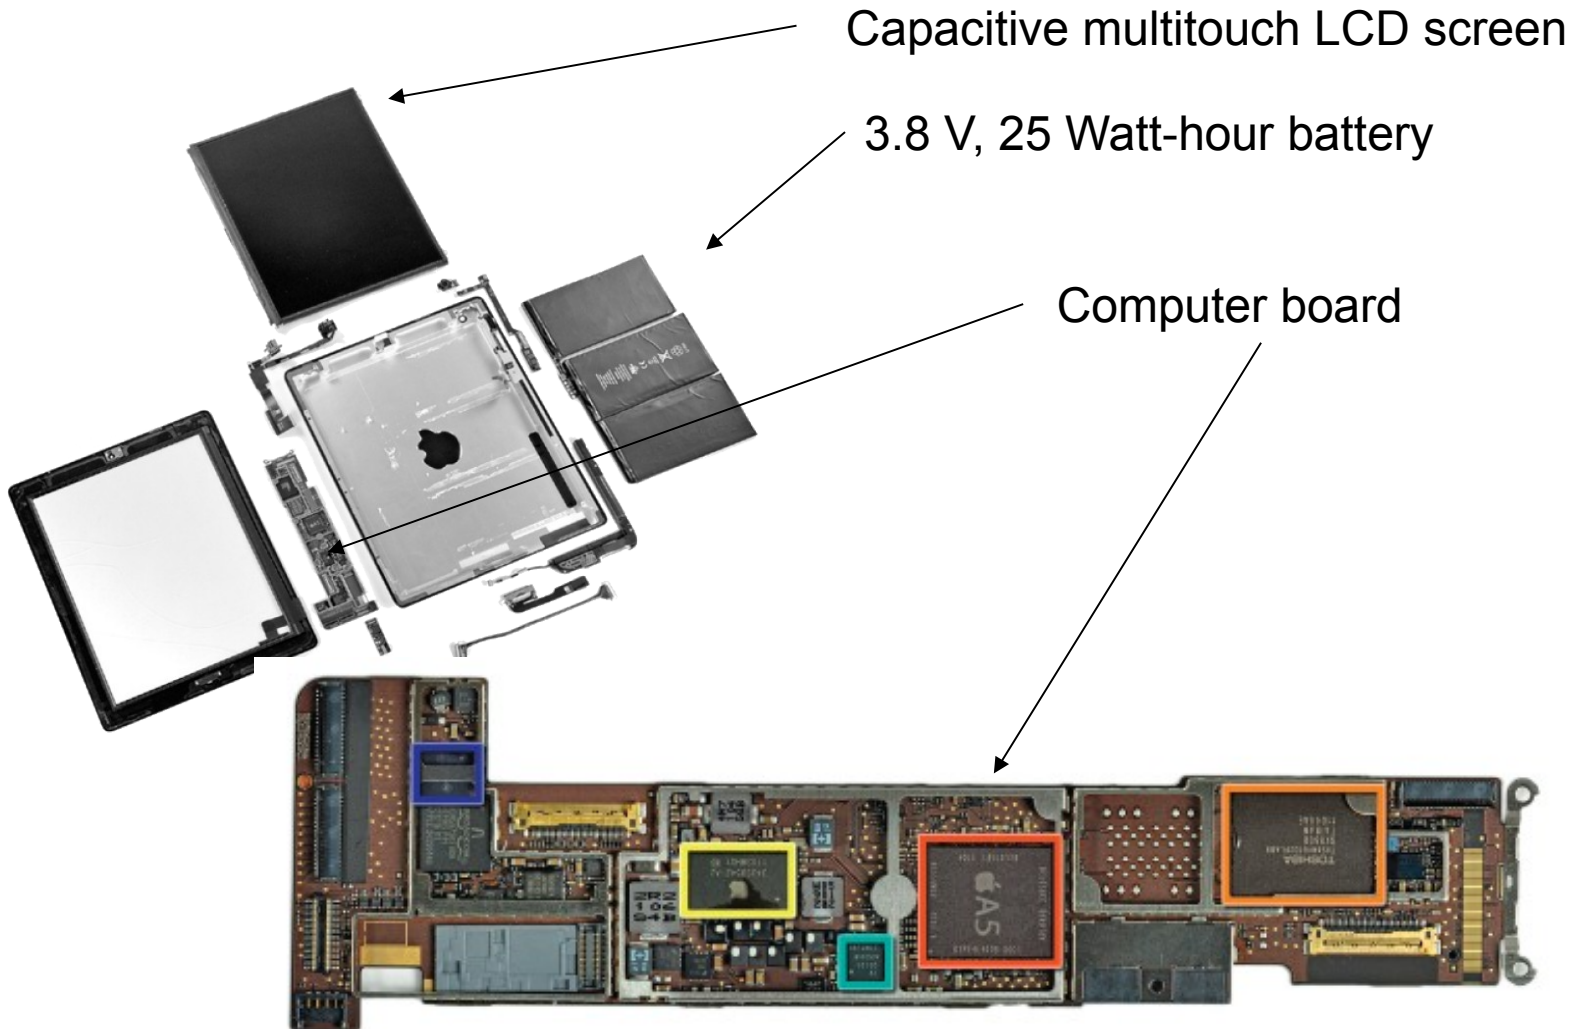 Capacitive multitouch LCD screen
3.8 V, 25 Watt-hour battery
Computer board
A5
TOSHIBA